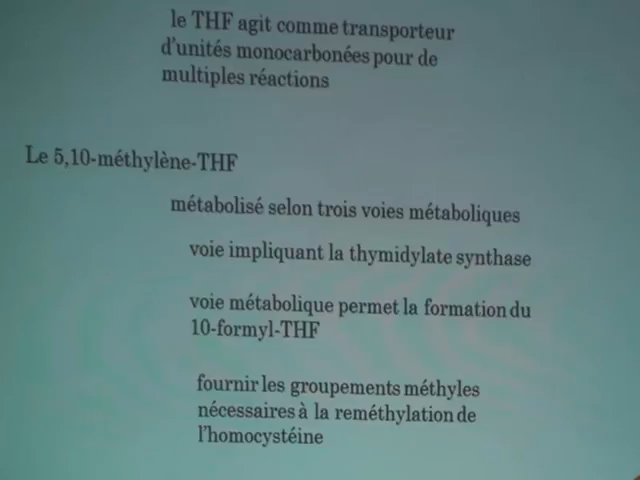 le THF agit comme transporteur
d'unités monocarbonées pour de
multiples réactions
Le 5,10-méthylène-THF
métabolisé selon trois voies métaboliques
voie impliquant la thymidylate synthase
voie métabolique permet la formation du
10-formyl-THF
fournir les groupements méthyles
nécessaires à la reméthylation de
l'homocystéine